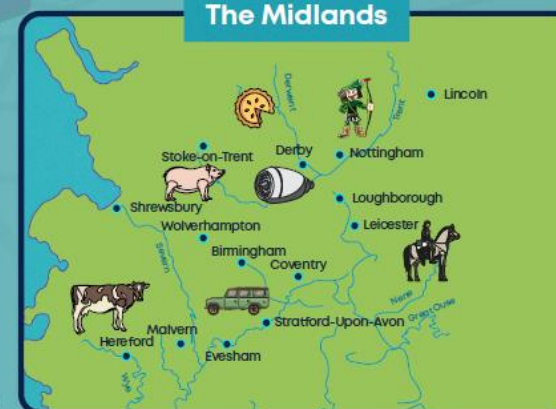 The Midlands
Lincoln
Derwent
Trent
Stoke-on-Trent
Derby
Nottingham
Shrewsbury
Loughborough
Wolverhampton
Leicester
Birmingham
Coventry
Severn
Nene
Great Ouse
Stratford-Upon-Avon
Malvern
Hereford
Evesham
Wye